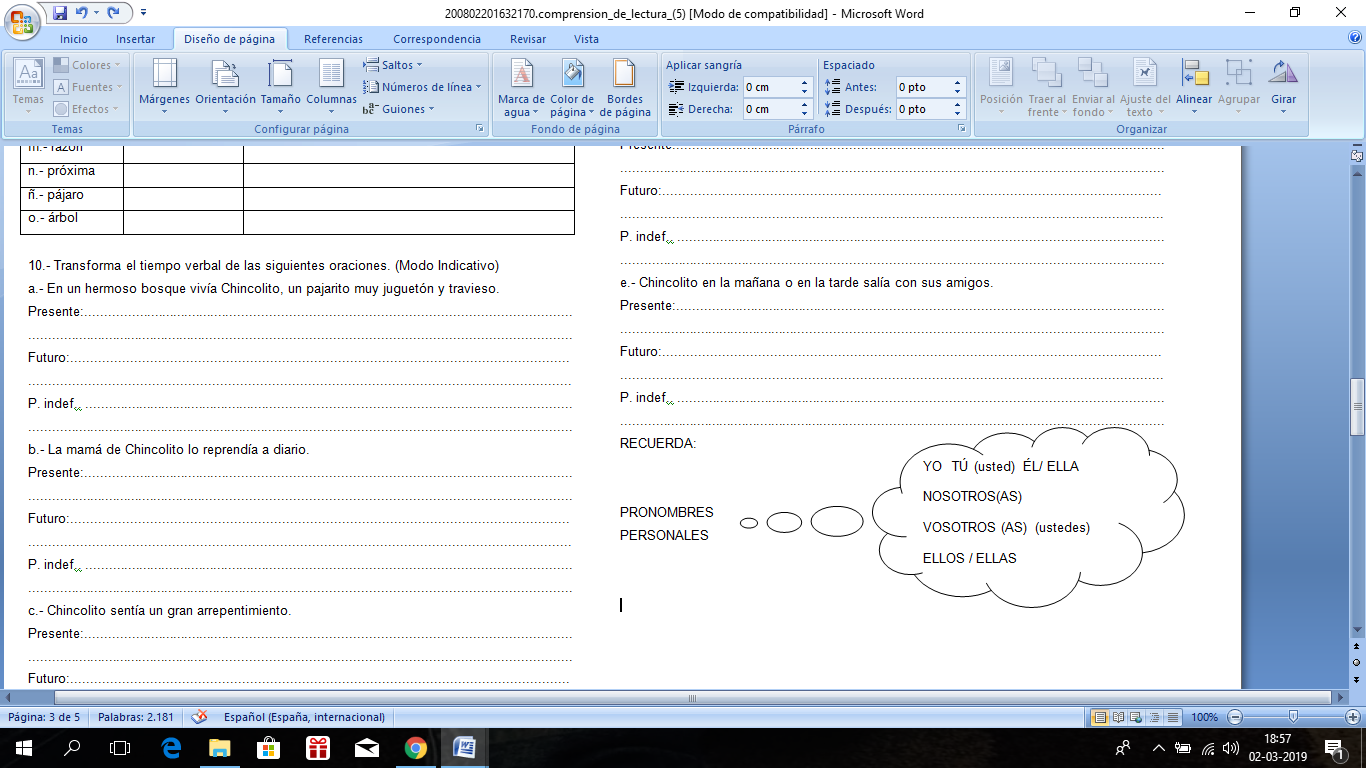 200802201632170.comprension_de_lectura_(5) [Modo de compatibilidad] - Microsoft Word
Inicio Insertar Diseño de página Referencias Correspondencia Revisar Vista
Aa Temas
Colores
Fuentes
Efectos
Temas
Márgenes Orientación Tamaño Columnas
Saltos
Números de línea
Guiones
Configurar página
Marca de agua Color de página Bordes de página
Fondo de página
Aplicar sangría Espaciado
Izquierda: 0 cm Antes: 0 pto
Derecha: 0 cm Después: 0 pto
Párrafo
Posición Traer al frente Enviar al fondo Ajuste del texto Alinear Agrupar Girar
Organizar
m.- razón
n.- próxima
ñ.- pájaro
o.- árbol
10.- Transforma el tiempo verbal de las siguientes oraciones. (Modo Indicativo)
a.- En un hermoso bosque vivía Chincolito, un pajarito muy juguetón y travieso.
Presente:
Futuro:
P. indef.
b.- La mamá de Chincolito lo reprendía a diario.
Presente:
Futuro:
P. indef.
c.- Chincolito sentía un gran arrepentimiento.
Presente:
Futuro:
Presente:
Futuro:
P. indef.
e.- Chincolito en la mañana o en la tarde salía con sus amigos.
Presente:
Futuro:
P. indef.
RECUERDA:
PRONOMBRES
PERSONALES
YO TÚ (usted) ÉL/ ELLA
NOSOTROS(AS)
VOSOTROS (AS) (ustedes)
ELLOS / ELLAS
Página: 3 de 5 Palabras: 2.181 Español (España, internacional) 100%
18:57
02-03-2019
1